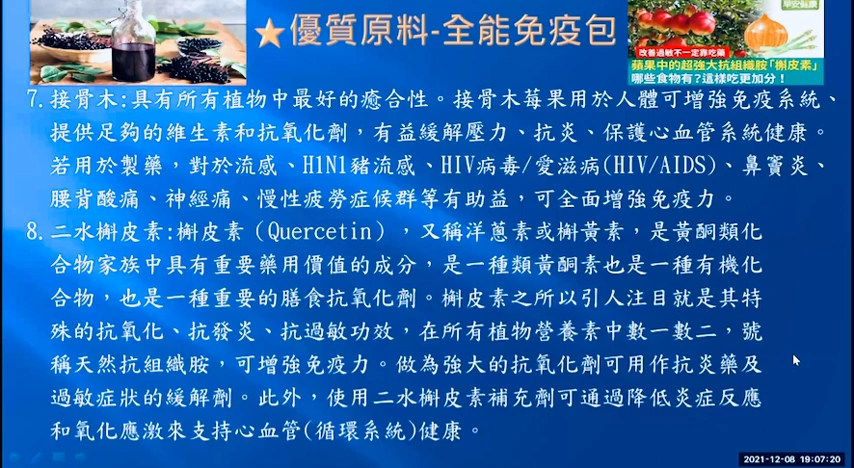 ★優質原料-全能免疫包
早安健康
改善過敏不一定靠吃藥
蘋果中的超強大抗組織胺「槲皮素」
哪些食物有?這樣吃更加分！
7. 接骨木:具有所有植物中最好的癒合性。接骨木莓果用於人體可增強免疫系統、
提供足夠的維生素和抗氧化劑，有益緩解壓力、抗炎、保護心血管系統健康。
若用於製藥，對於流感、H1N1豬流感、HIV病毒/愛滋病(HIV/AIDS)、鼻竇炎、
腰背酸痛、神經痛、慢性疲勞症候群等有助益，可全面增強免疫力。
8. 二水槲皮素:槲皮素（Quercetin），又稱洋蔥素或槲黃素，是黃酮類化
合物家族中具有重要藥用價值的成分，是一種類黃酮素也是一種有機化
合物，也是一種重要的膳食抗氧化劑。槲皮素之所以引人注目就是其特
殊的抗氧化、抗發炎、抗過敏功效，在所有植物營養素中數一數二，號
稱天然抗組織胺，可增強免疫力。做為強大的抗氧化劑可用作抗炎藥及
過敏症狀的緩解劑。此外，使用二水槲皮素補充劑可通過降低炎症反應
和氧化應激來支持心血管(循環系統)健康。
2021-12-08 19:07:20